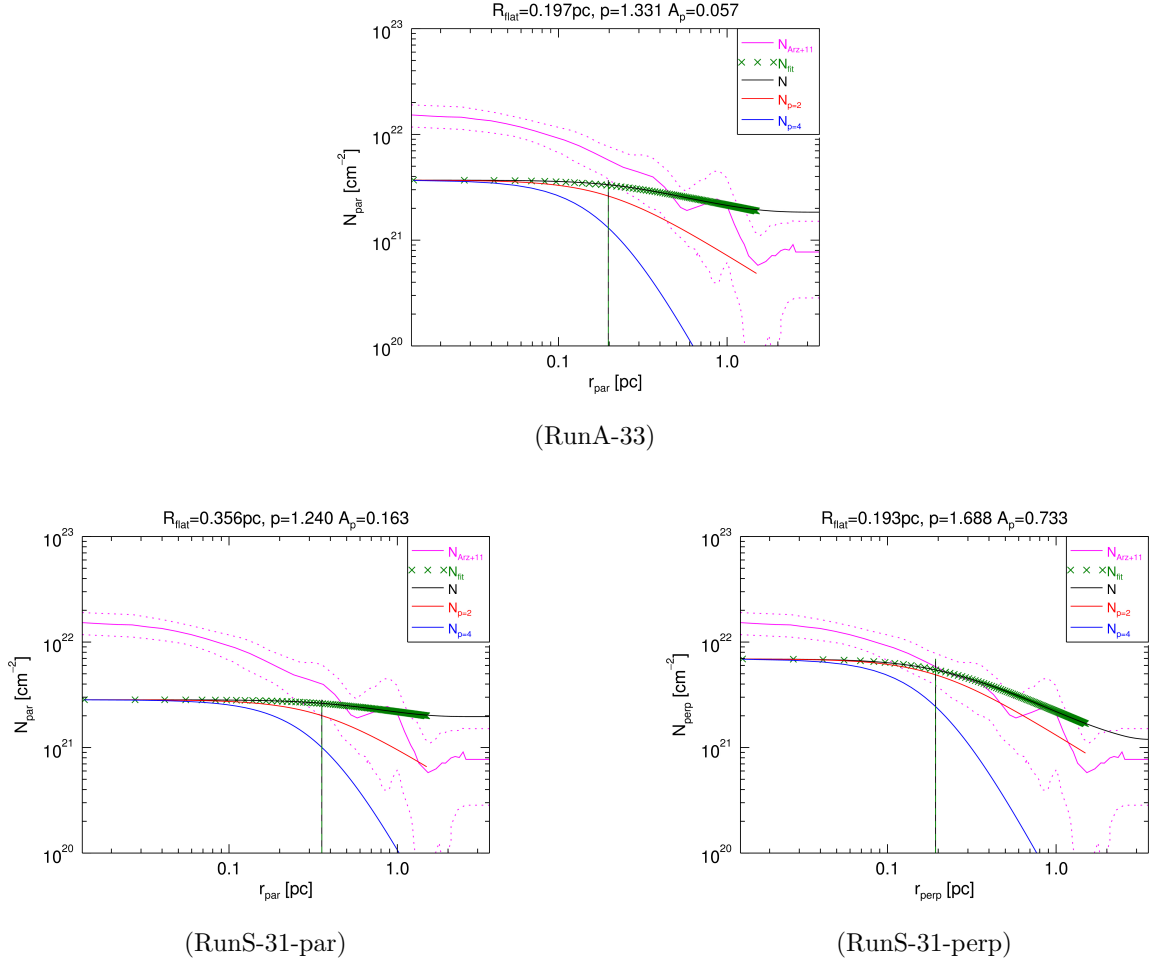 R_flat=0.197pc, p=1.331 A_p=0.057
10^23
10^22
10^21
10^20
N_par [cm^−2]
N_Arz+11
N_fit
N
N_p=2
N_p=4
0.1 1.0
r_par [pc]
(RunA-33)
R_flat=0.356pc, p=1.240 A_p=0.163
10^23
10^22
10^21
10^20
N_par [cm^−2]
N_Arz+11
N_fit
N
N_p=2
N_p=4
0.1 1.0
r_par [pc]
(RunS-31-par)
R_flat=0.193pc, p=1.688 A_p=0.733
10^23
10^22
10^21
10^20
N_perp [cm^−2]
N_Arz+11
N_fit
N
N_p=2
N_p=4
0.1 1.0
r_perp [pc]
(RunS-31-perp)